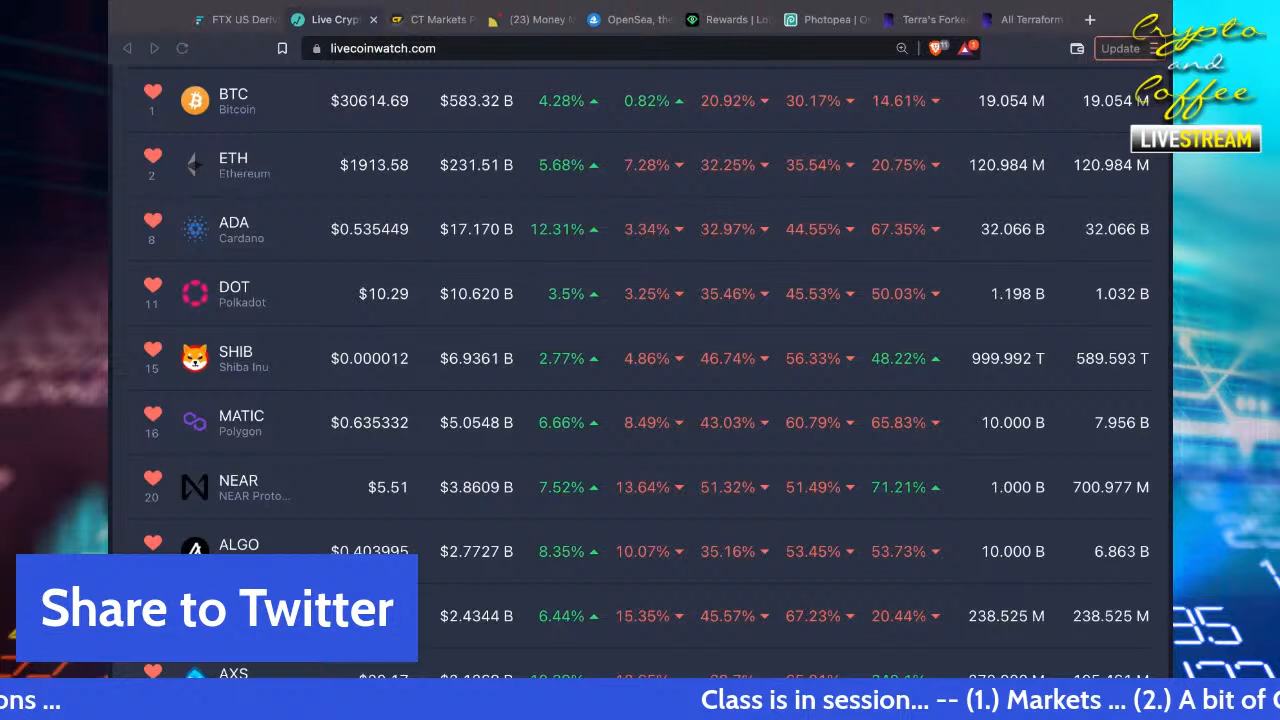 FTX US Deriv
Live Cryp
CT Markets P
(23) Money M
OpenSea, the
Rewards | Lo
Photopea | O
Terra's Forke
All Terraform
livecoinwatch.com
11
1
Update
Crypto
and
Coffee
LIVESTREAM
1 BTC Bitcoin $30614.69 $583.32 B 4.28% 0.82% 20.92% 30.17% 14.61% 19.054 M 19.054 M
2 ETH Ethereum $1913.58 $231.51 B 5.68% 7.28% 32.25% 35.54% 20.75% 120.984 M 120.984 M
8 ADA Cardano $0.535449 $17.170 B 12.31% 3.34% 32.97% 44.55% 67.35% 32.066 B 32.066 B
11 DOT Polkadot $10.29 $10.620 B 3.5% 3.25% 35.46% 45.53% 50.03% 1.198 B 1.032 B
15 SHIB Shiba Inu $0.000012 $6.9361 B 2.77% 4.86% 46.74% 56.33% 48.22% 999.992 T 589.593 T
16 MATIC Polygon $0.635332 $5.0548 B 6.66% 8.49% 43.03% 60.79% 65.83% 10.000 B 7.956 B
20 NEAR NEAR Proto... $5.51 $3.8609 B 7.52% 13.64% 51.32% 51.49% 71.21% 1.000 B 700.977 M
ALGO $0.403995 $2.7727 B 8.35% 10.07% 35.16% 53.45% 53.73% 10.000 B 6.863 B
$2.4344 B 6.44% 15.35% 45.57% 67.23% 20.44% 238.525 M 238.525 M
AXS
Share to Twitter
ons ... Class is in session... -- (1.) Markets ... (2.) A bit of